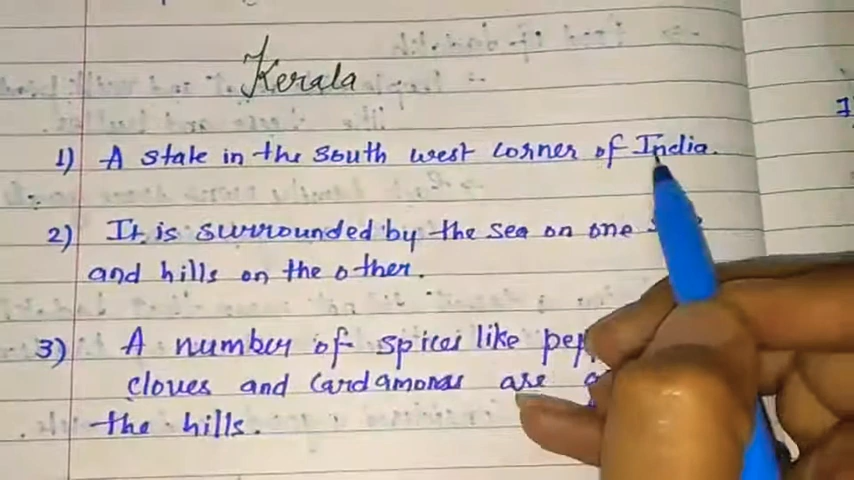 Kerala
1) A state in the south west corner of India.
2) It is surrounded by the sea on one
and hills on the other.
3) A number of spices like
cloves and cardamoms are
the hills.